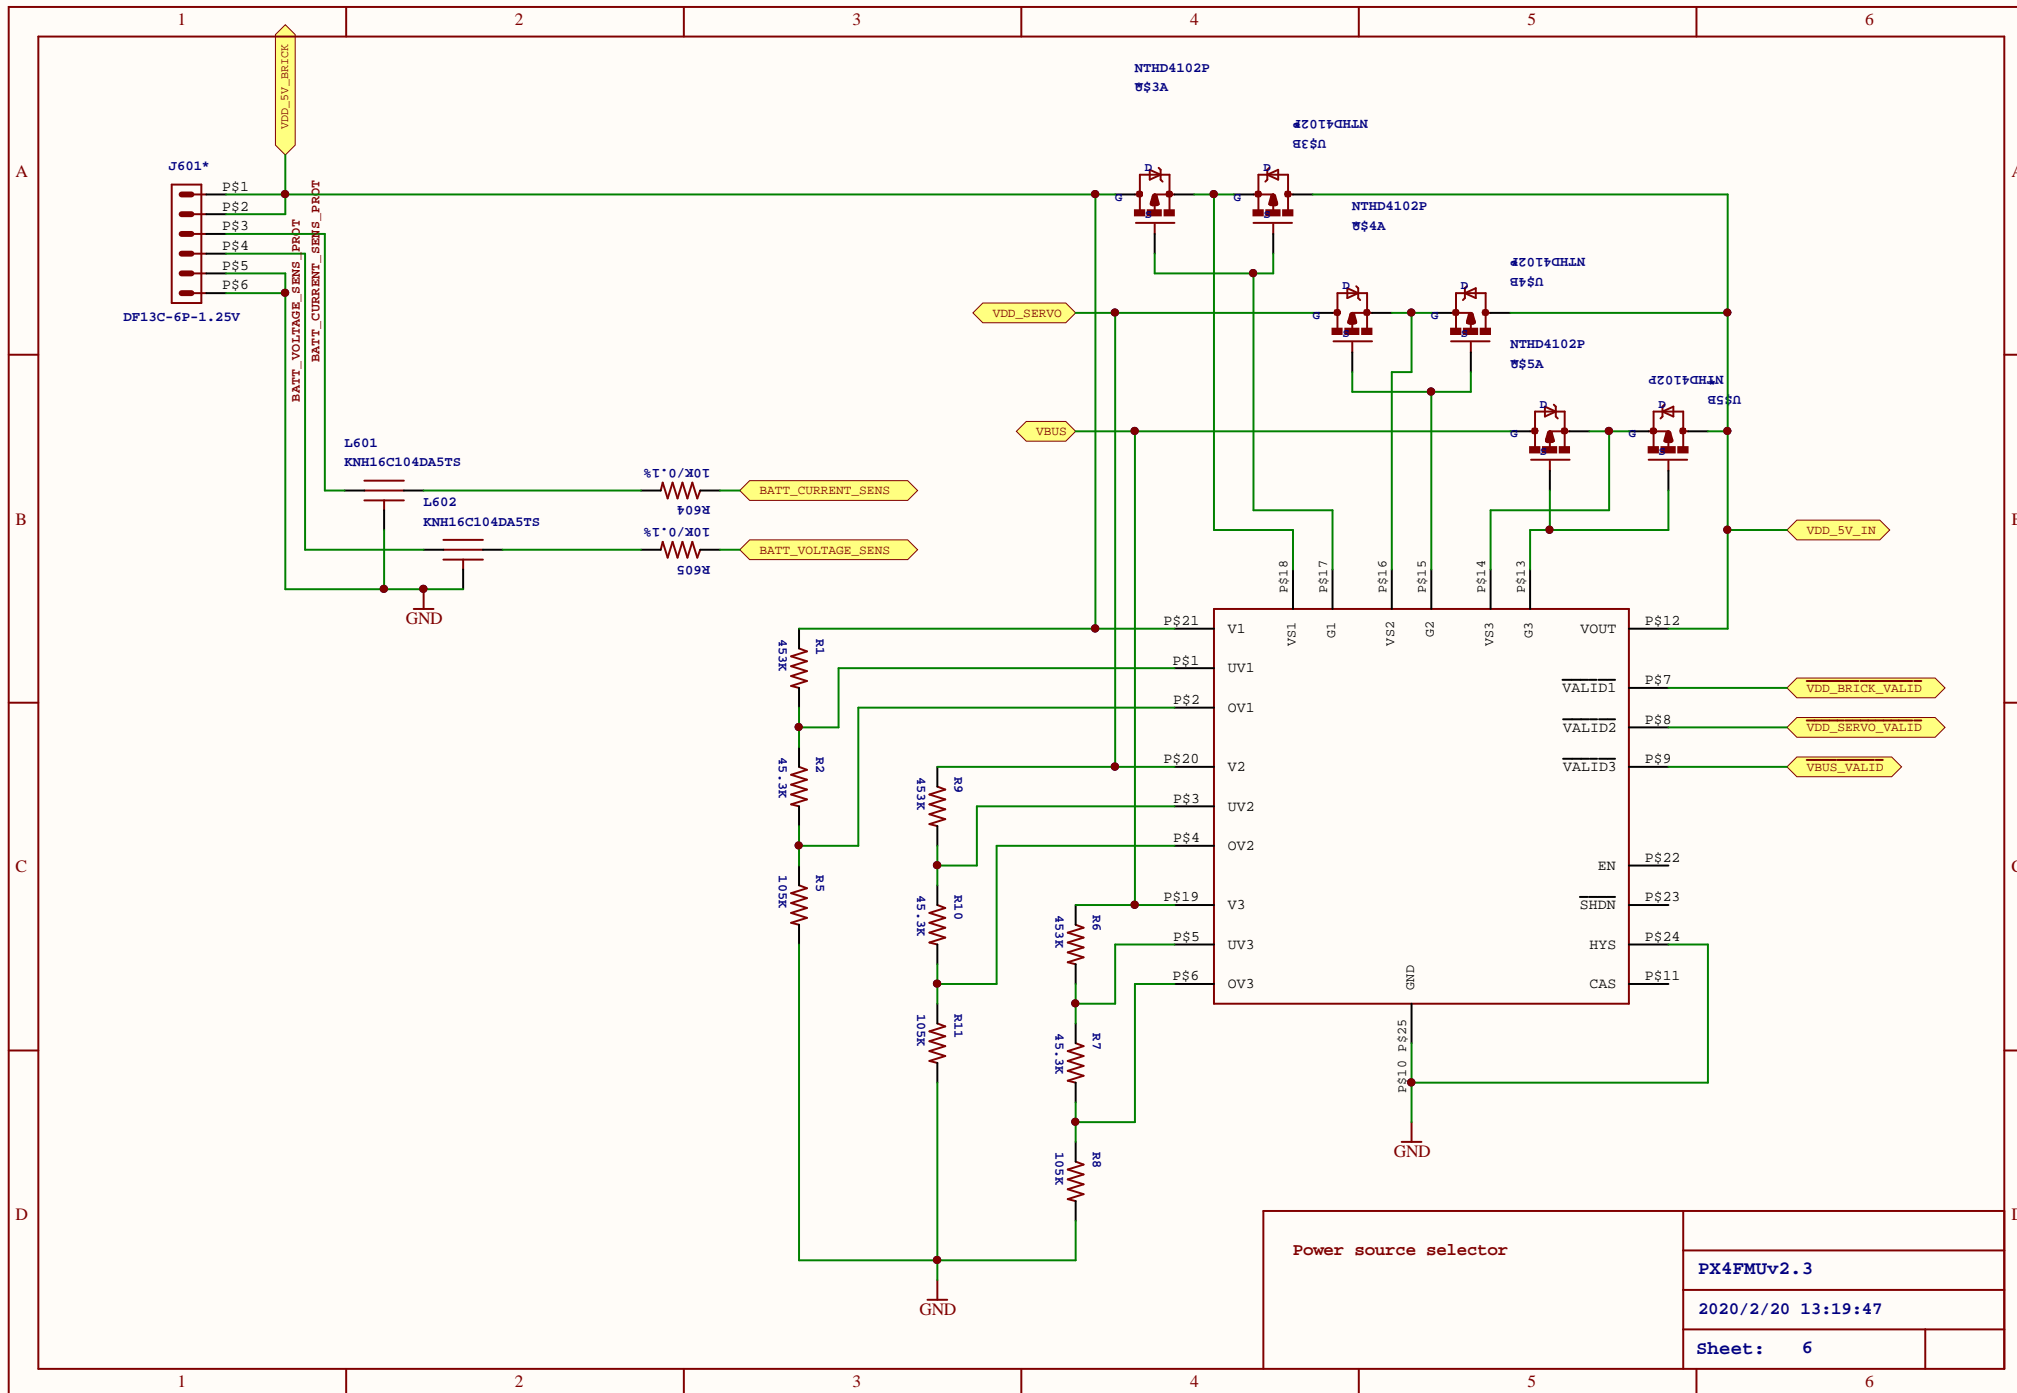 1 2 3 4 5 6
VDD_5V_BRICK
NTHD4102P
U$3A
NTHD4102P
U$3B
A
J601*
P$1
P$2
P$3
P$4
P$5
P$6
DF13C-6P-1.25V
BATT_VOLTAGE_SENS_PROT
BATT_CURRENT_SENS_PROT
D
G
S
D
G
S
NTHD4102P
U$4A
NTHD4102P
U$4B
VDD_SERVO
D
G
S
D
G
S
NTHD4102P
U$5A
NTHD4102P
U$5B
VBUS
D
G
S
D
G
S
L601
KNH16C104DA5TS
10K/0.1%
R604
BATT_CURRENT_SENS
L602
KNH16C104DA5TS
10K/0.1%
R605
BATT_VOLTAGE_SENS
B
VDD_5V_IN
GND
P$18
P$17
P$16
P$15
P$14
P$13
VS1
G1
VS2
G2
VS3
G3
P$21 V1
P$1 UV1
P$2 OV1
P$20 V2
P$3 UV2
P$4 OV2
P$19 V3
P$5 UV3
P$6 OV3
VOUT P$12
VALID1 P$7 VDD_BRICK_VALID
VALID2 P$8 VDD_SERVO_VALID
VALID3 P$9 VBUS_VALID
EN P$22
SHDN P$23
HYS P$24
CAS P$11
GND
P$10 P$25
GND
R1
453K
R2
45.3K
R5
105K
R9
453K
R10
45.3K
R11
105K
R6
453K
R7
45.3K
R8
105K
C
D
GND
Power source selector
PX4FMUv2.3
2020/2/20 13:19:47
Sheet: 6
1 2 3 4 5 6